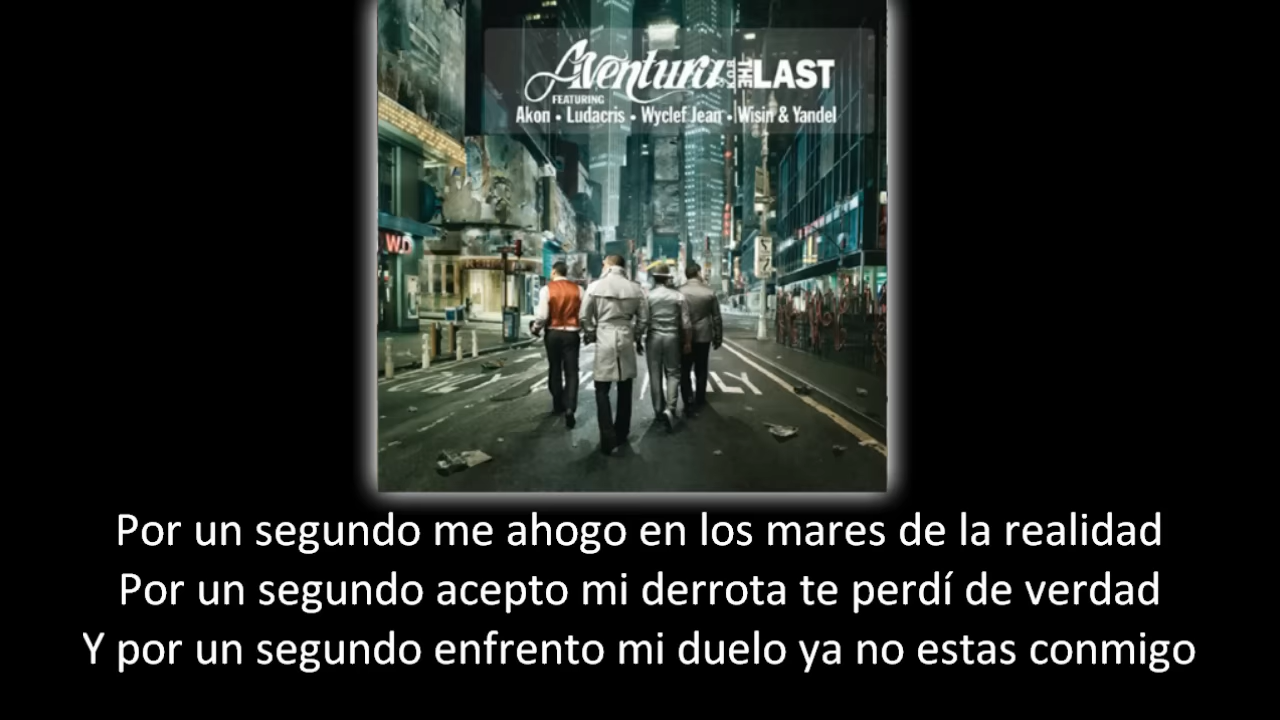 Aventura THE LAST
FEATURING
Akon • Ludacris • Wyclef Jean • Wisin & Yandel
WD
Por un segundo me ahogo en los mares de la realidad
Por un segundo acepto mi derrota te perdí de verdad
Y por un segundo enfrento mi duelo ya no estas conmigo